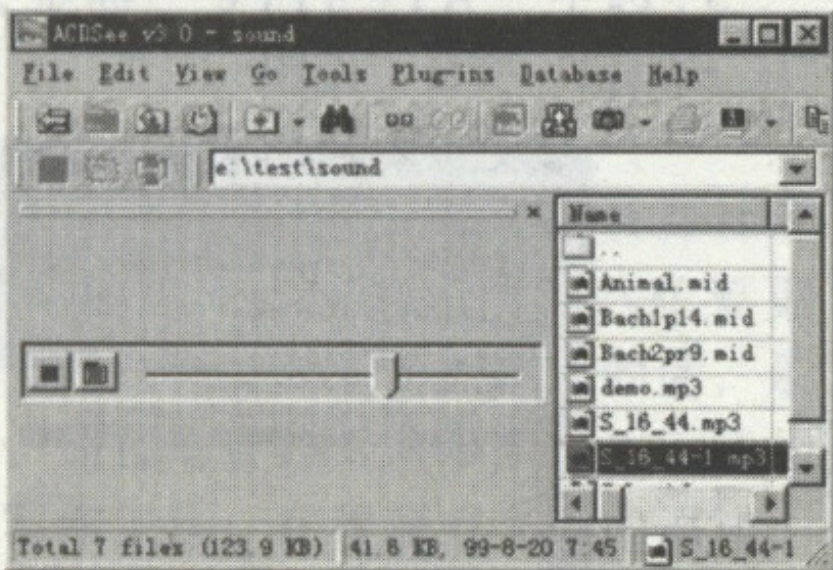 ACDSee v3.0 - sound
File Edit View Go Tools Plug-ins Database Help
e:\test\sound
Name
..
Animal.mid
Bach1p14.mid
Bach2pr9.mid
demo.mp3
S_16_44.mp3
S_16_44-1.mp3
Total 7 files (123.9 KB) 41.8 KB, 99-8-20 7:45 S_16_44-1